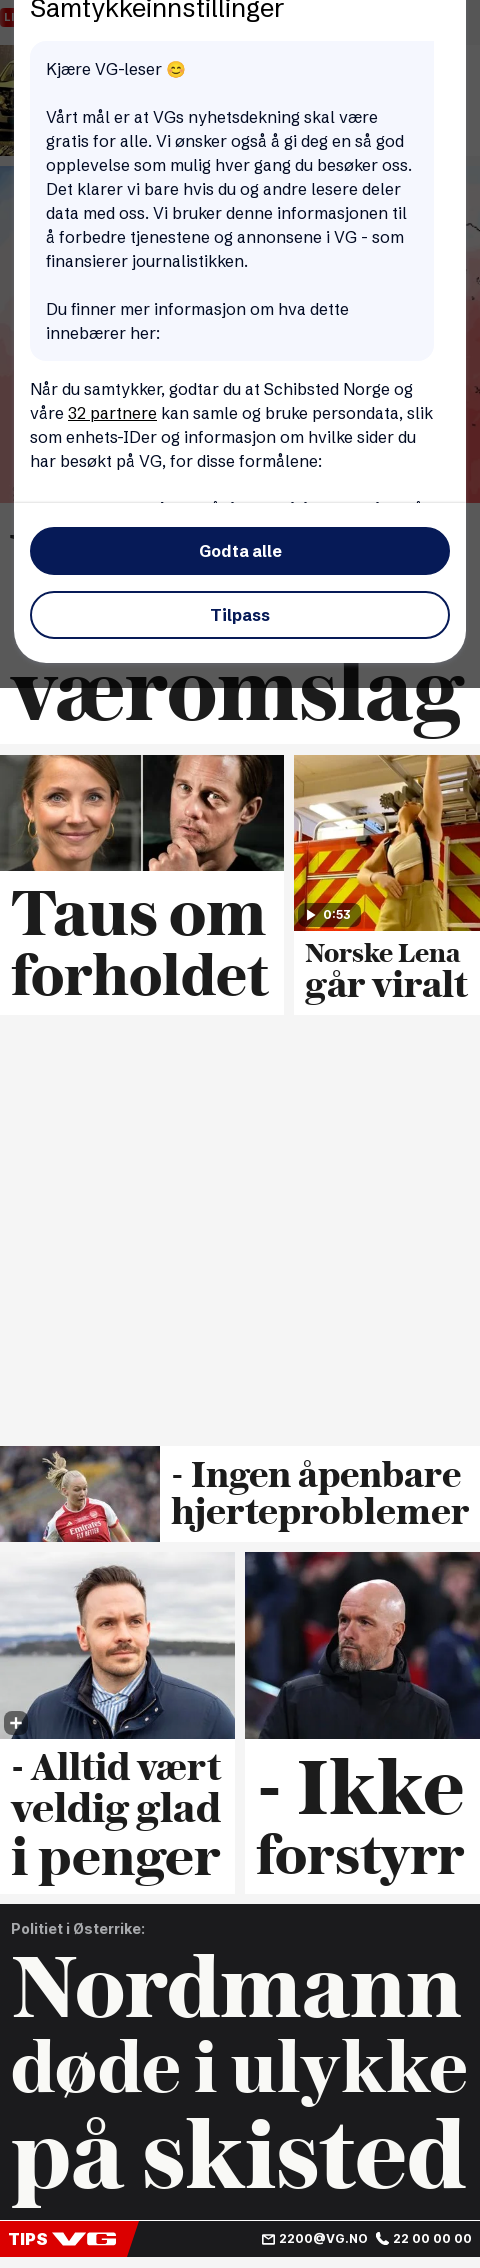 Samtykkeinnstillinger
Kjære VG-leser 😊
Vårt mål er at VGs nyhetsdekning skal være
gratis for alle. Vi ønsker også å gi deg en så god
opplevelse som mulig hver gang du besøker oss.
Det klarer vi bare hvis du og andre lesere deler
data med oss. Vi bruker denne informasjonen til
å forbedre tjenestene og annonsene i VG - som
finansierer journalistikken.
Du finner mer informasjon om hva dette
innebærer her:
Når du samtykker, godtar du at Schibsted Norge og
våre 32 partnere kan samle og bruke persondata, slik
som enhets-IDer og informasjon om hvilke sider du
har besøkt på VG, for disse formålene:
Godta alle
Tilpass
væromslag
0:53
Taus om
forholdet
Norske Lena
går viralt
- Ingen åpenbare
hjerteproblemer
- Alltid vært
veldig glad
i penger
- Ikke
forstyrr
Politiet i Østerrike:
Nordmann
døde i ulykke
på skisted
TIPS VG 2200@VG.NO 22 00 00 00